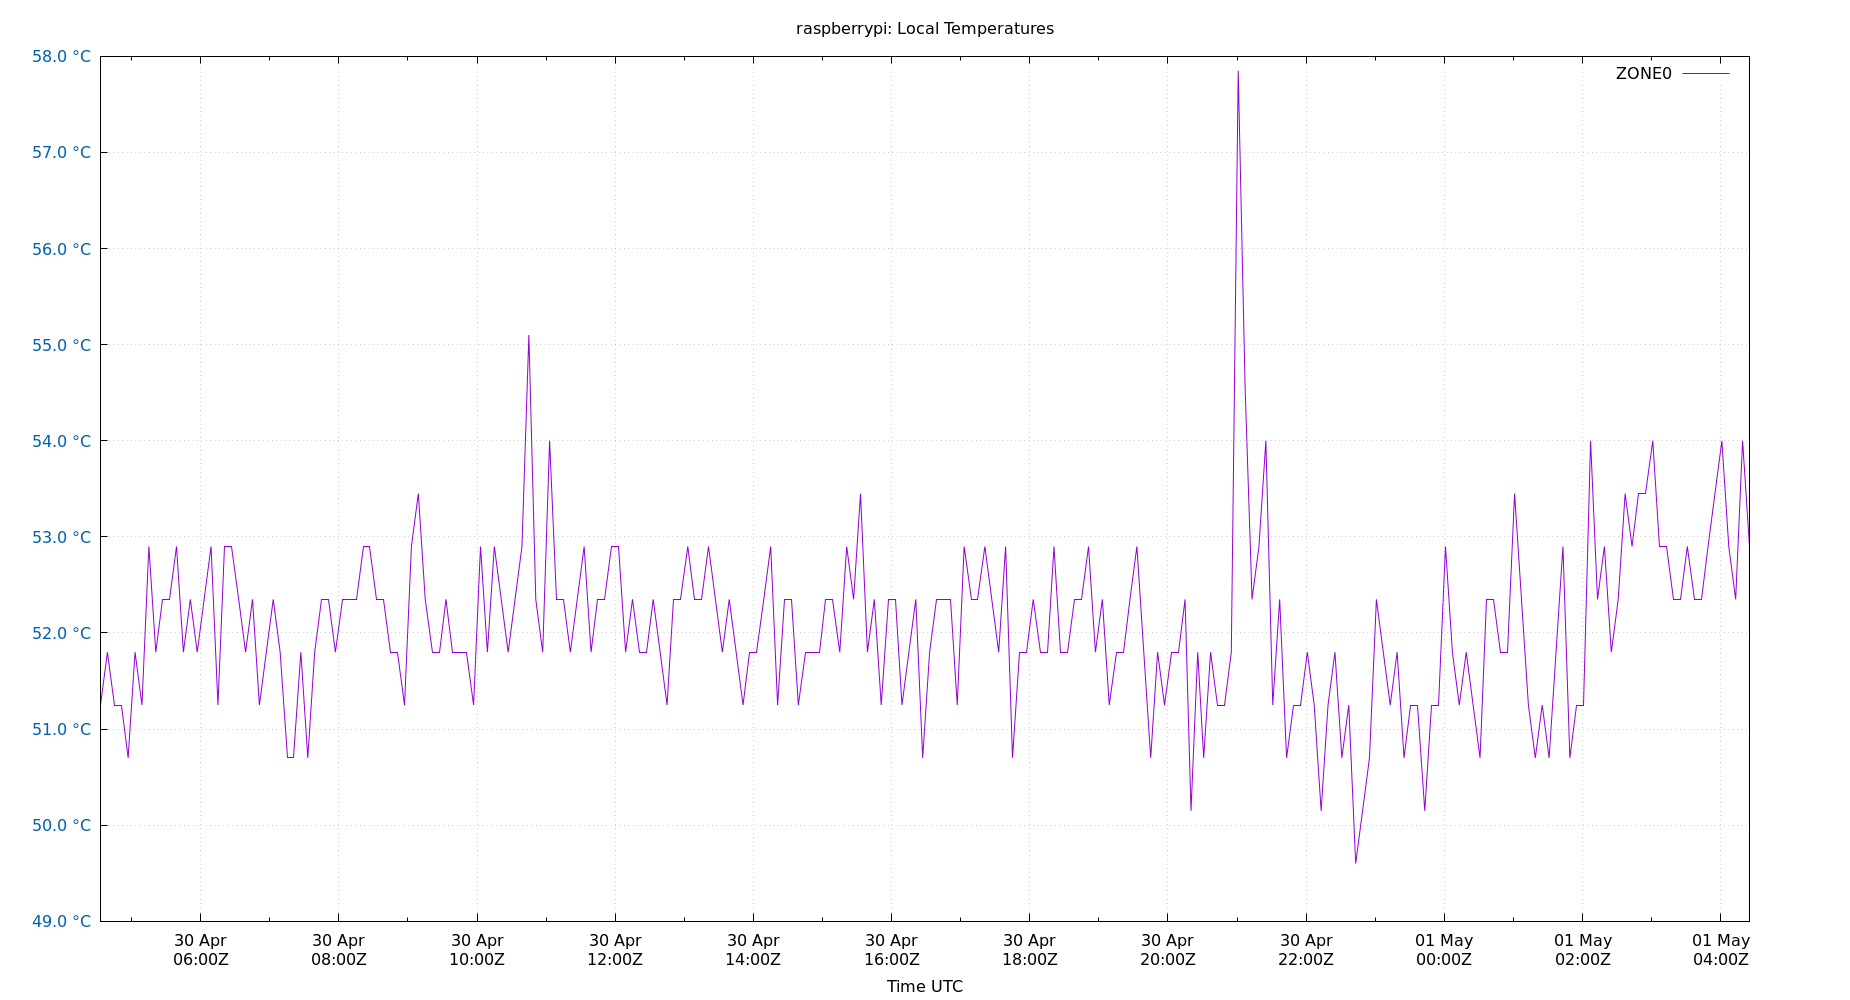 raspberrypi: Local Temperatures
58.0 °C
57.0 °C
56.0 °C
55.0 °C
54.0 °C
53.0 °C
52.0 °C
51.0 °C
50.0 °C
49.0 °C
ZONE0
30 Apr
06:00Z
30 Apr
08:00Z
30 Apr
10:00Z
30 Apr
12:00Z
30 Apr
14:00Z
30 Apr
16:00Z
30 Apr
18:00Z
30 Apr
20:00Z
30 Apr
22:00Z
01 May
00:00Z
01 May
02:00Z
01 May
04:00Z
Time UTC